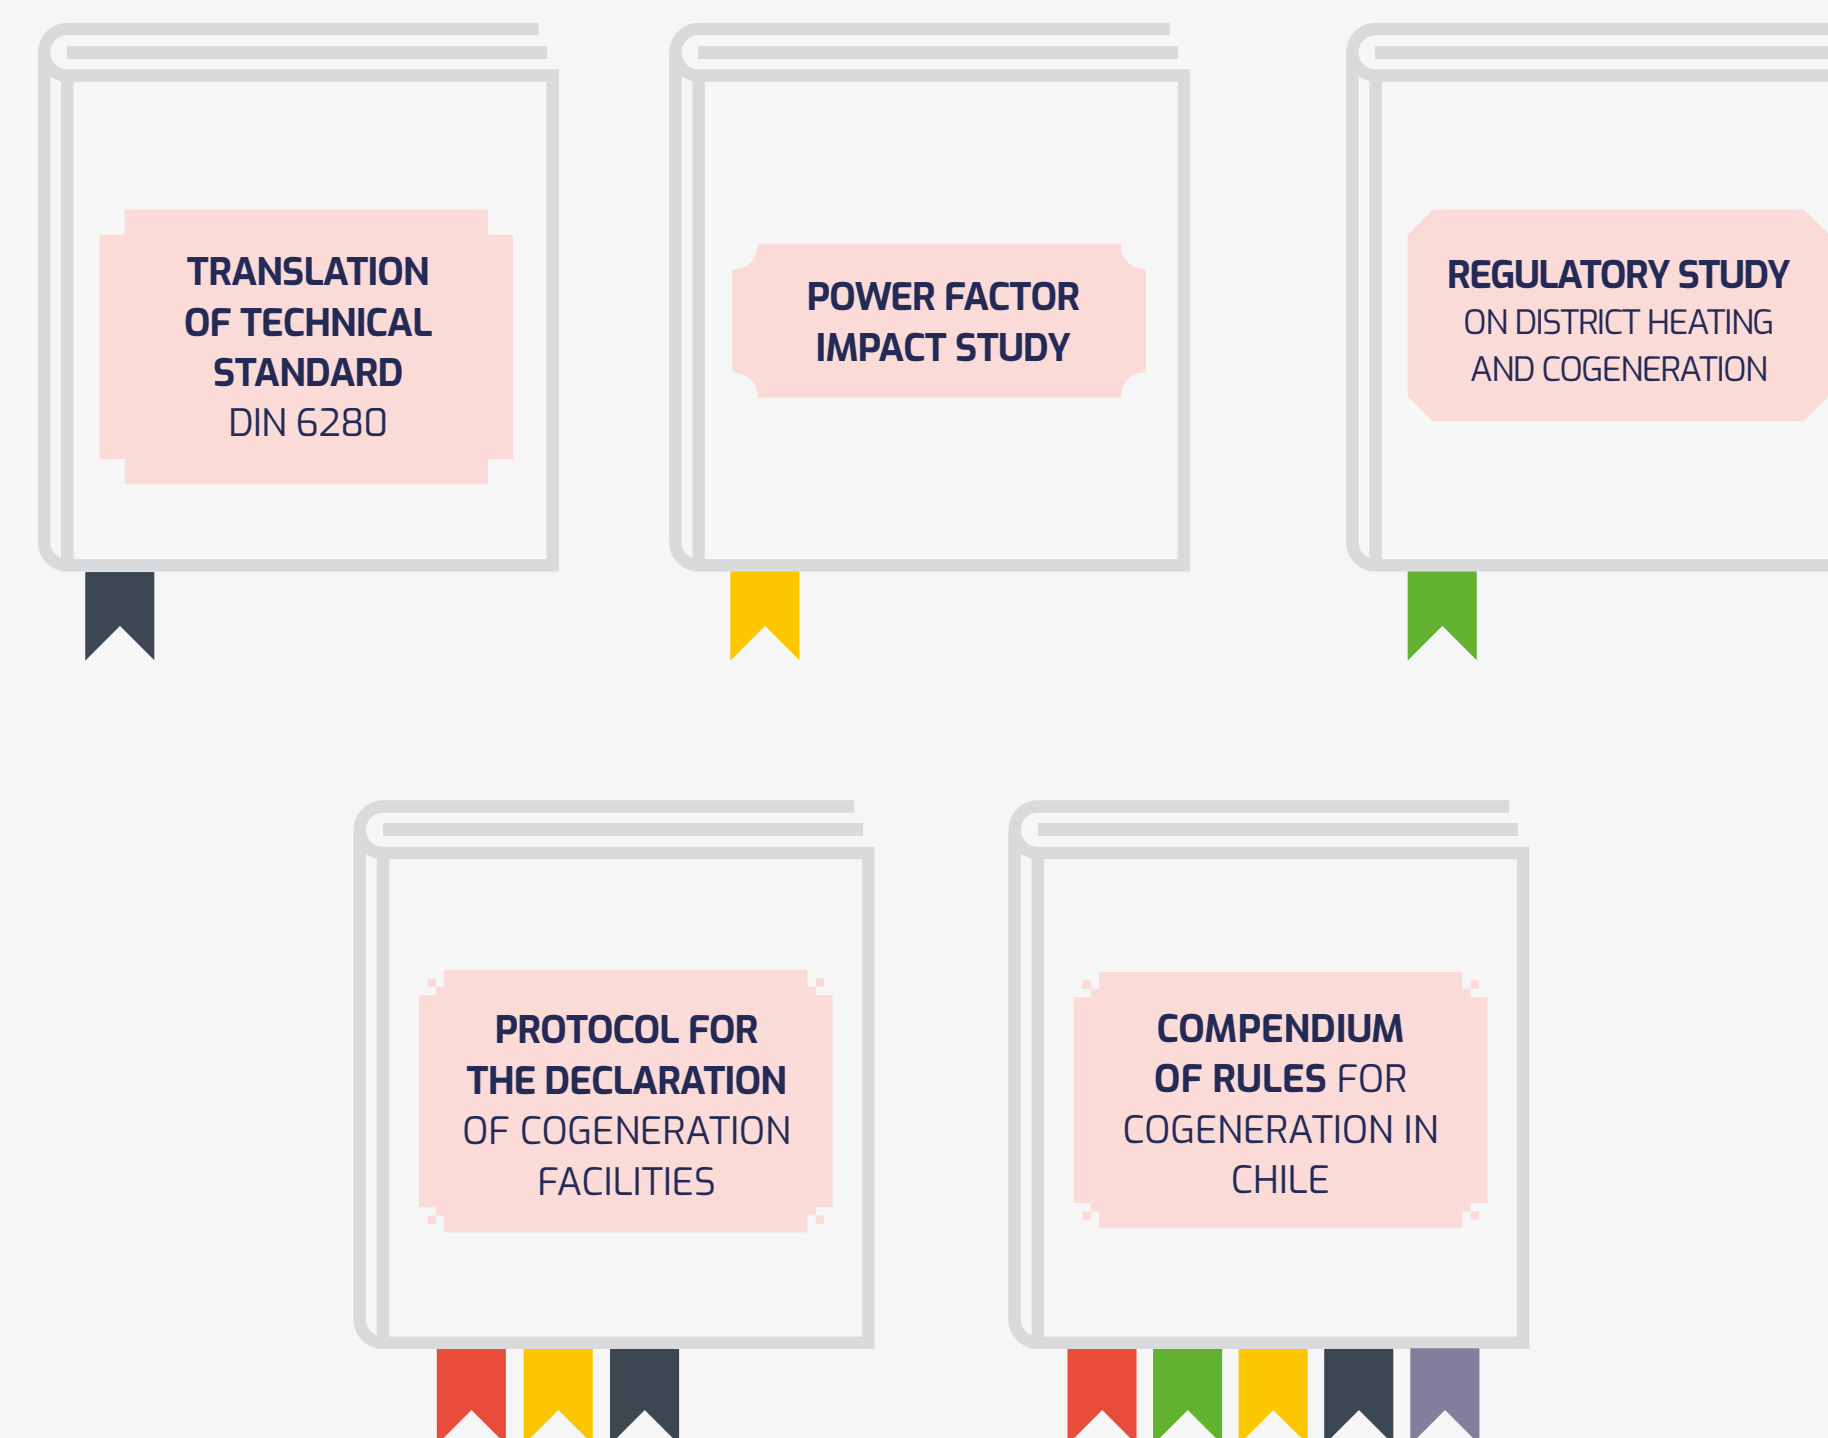 TRANSLATION
OF TECHNICAL
STANDARD
DIN 6280
POWER FACTOR
IMPACT STUDY
REGULATORY STUDY
ON DISTRICT HEATING
AND COGENERATION
PROTOCOL FOR
THE DECLARATION
OF COGENERATION
FACILITIES
COMPENDIUM
OF RULES FOR
COGENERATION IN
CHILE